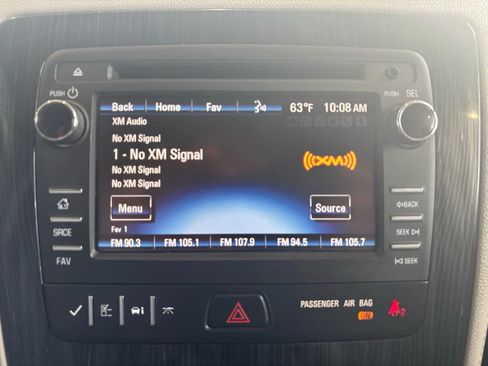 PUSH
PUSH SEL
Back Home Fav 63°F 10:08 AM
XM Audio
No XM Signal
1 - No XM Signal
((((XM))))
No XM Signal
No XM Signal
Menu Source
Fav 1
FM 90.3 FM 105.1 FM 107.9 FM 94.5 FM 105.7
SRCE
FAV
BACK
SEEK
SEEK
PASSENGER AIR BAG
2